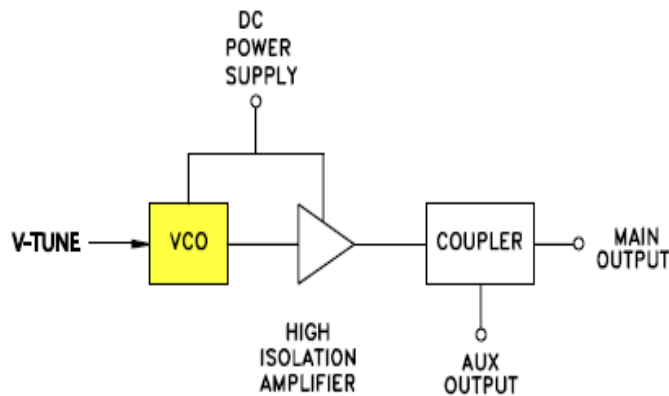 DC
POWER
SUPPLY
V-TUNE
VCO
COUPLER
MAIN
OUTPUT
HIGH
ISOLATION
AMPLIFIER
AUX
OUTPUT